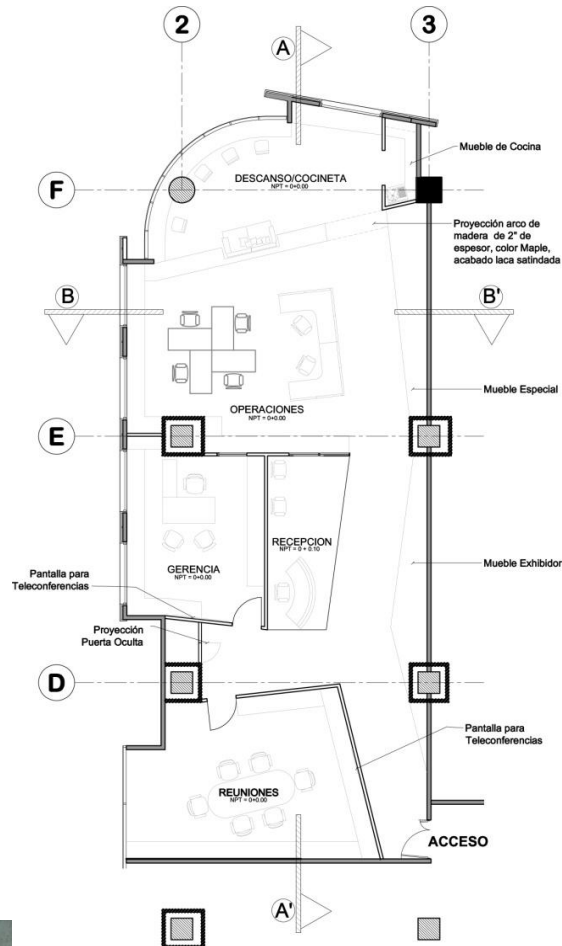 2
3
A
Mueble de Cocina
DESCANSO/COCINETA
NPT = 0+0.00
F
Proyección arco de
madera de 2" de
espesor, color Maple,
acabado laca satindada
B
B'
Mueble Especial
OPERACIONES
NPT = 0+0.00
E
RECEPCION
NPT = 0 + 0.10
Mueble Exhibidor
GERENCIA
NPT = 0+0.00
Pantalla para
Teleconferencias
Proyección
Puerta Oculta
D
Pantalla para
Teleconferencias
REUNIONES
NPT = 0+0.00
ACCESO
A'